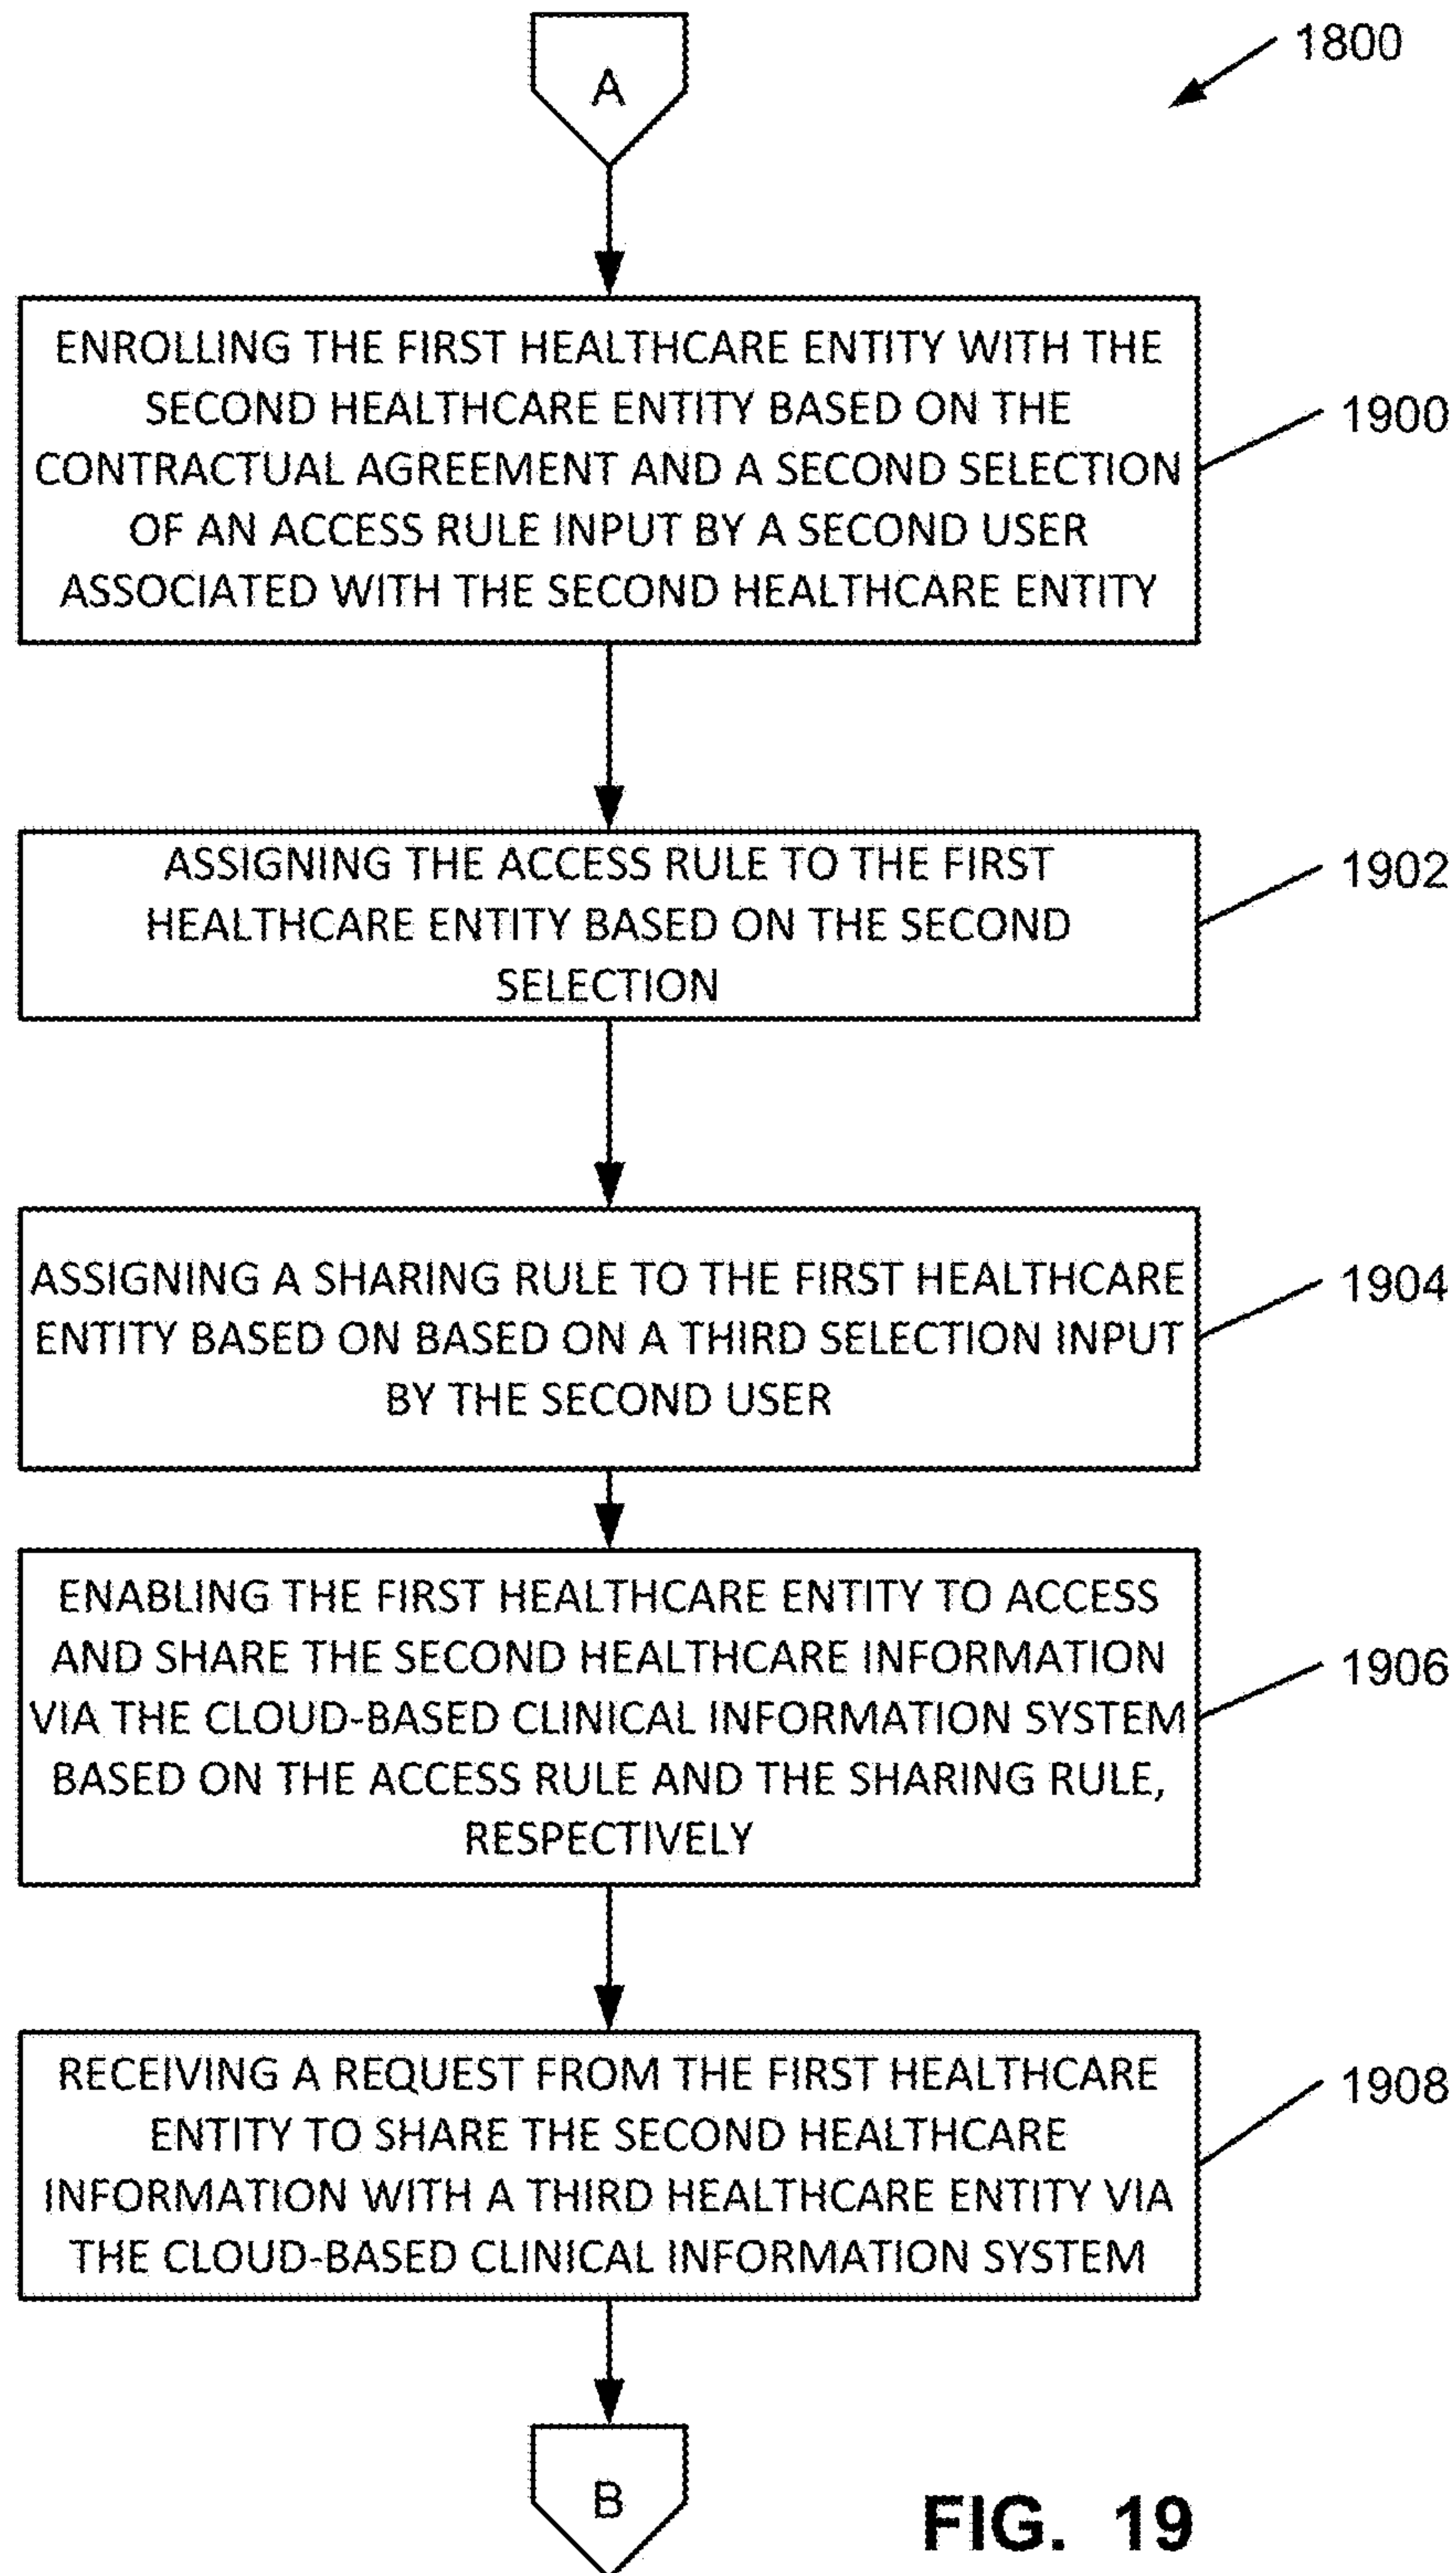 A
1800
ENROLLING THE FIRST HEALTHCARE ENTITY WITH THE
SECOND HEALTHCARE ENTITY BASED ON THE
CONTRACTUAL AGREEMENT AND A SECOND SELECTION
OF AN ACCESS RULE INPUT BY A SECOND USER
ASSOCIATED WITH THE SECOND HEALTHCARE ENTITY
1900
ASSIGNING THE ACCESS RULE TO THE FIRST
HEALTHCARE ENTITY BASED ON THE SECOND
SELECTION
1902
ASSIGNING A SHARING RULE TO THE FIRST HEALTHCARE
ENTITY BASED ON BASED ON A THIRD SELECTION INPUT
BY THE SECOND USER
1904
ENABLING THE FIRST HEALTHCARE ENTITY TO ACCESS
AND SHARE THE SECOND HEALTHCARE INFORMATION
VIA THE CLOUD-BASED CLINICAL INFORMATION SYSTEM
BASED ON THE ACCESS RULE AND THE SHARING RULE,
RESPECTIVELY
1906
RECEIVING A REQUEST FROM THE FIRST HEALTHCARE
ENTITY TO SHARE THE SECOND HEALTHCARE
INFORMATION WITH A THIRD HEALTHCARE ENTITY VIA
THE CLOUD-BASED CLINICAL INFORMATION SYSTEM
1908
B
FIG. 19